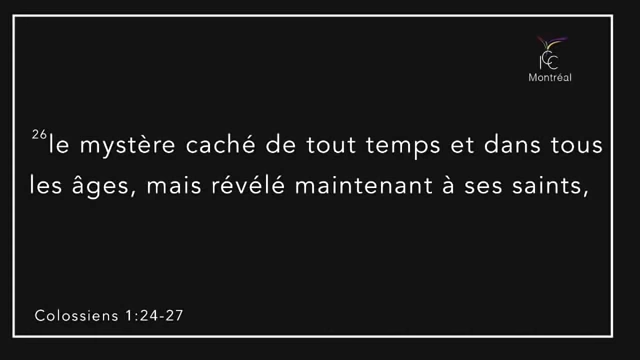 ICC
Montréal
26le mystère caché de tout temps et dans tous
les âges, mais révélé maintenant à ses saints,
Colossiens 1:24-27